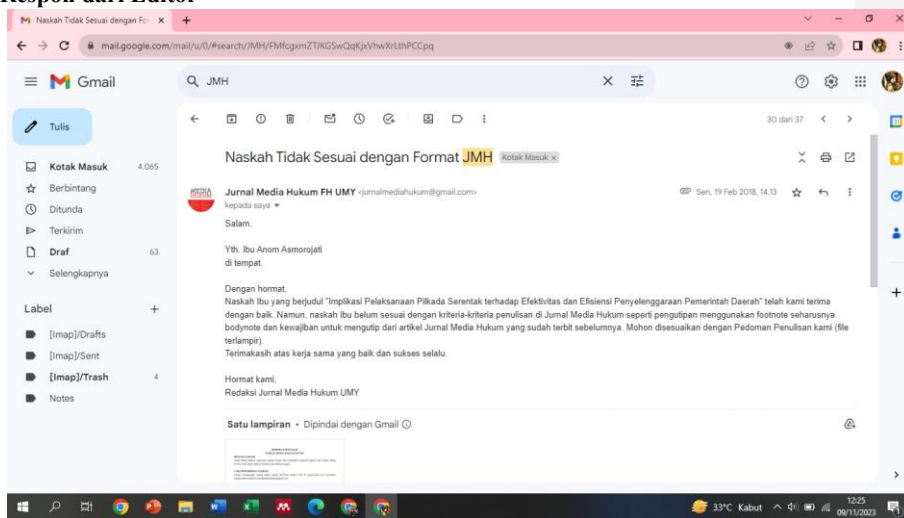 Respon dari Editor
Naskah Tidak Sesuai dengan For
mail.google.com/mail/u/0/#search/JMH/FMfcgxmZTJKGSwQqKjxVhwXrLthPCCpq
Gmail
JMH
Tulis
30 dari 37
Kotak Masuk 4.065
Berbintang
Ditunda
Terkirim
Draf 63
Selengkapnya
Label
[Imap]/Drafts
[Imap]/Sent
[Imap]/Trash 4
Notes
Naskah Tidak Sesuai dengan Format JMH Kotak Masuk x
Jurnal Media Hukum FH UMY <jurnalmediahukum@gmail.com> Sen, 19 Feb 2018, 14.13
kepada saya
Salam.
Yth. Ibu Anom Asmorojati
di tempat.
Dengan hormat,
Naskah Ibu yang berjudul "Implikasi Pelaksanaan Pilkada Serentak terhadap Efektivitas dan Efisiensi Penyelenggaraan Pemerintah Daerah" telah kami terima
dengan baik. Namun, naskah Ibu belum sesuai dengan kriteria-kriteria penulisan di Jurnal Media Hukum seperti pengutipan menggunakan footnote seharusnya
bodynote dan kewajiban untuk mengutip dari artikel Jurnal Media Hukum yang sudah terbit sebelumnya. Mohon disesuaikan dengan Pedoman Penulisan kami (file
terlampir).
Terimakasih atas kerja sama yang baik dan sukses selalu.
Hormat kami,
Redaksi Jurnal Media Hukum UMY
Satu lampiran • Dipindai dengan Gmail
33°C Kabut
12:25
09/11/2023